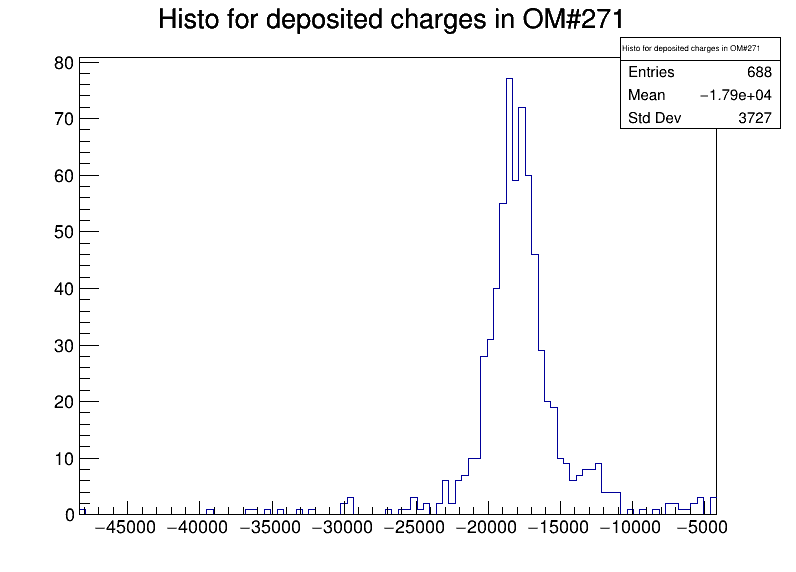 Histo for deposited charges in OM#271
Histo for deposited charges in OM#271
Entries 688
Mean −1.79e+04
Std Dev 3727
80
70
60
50
40
30
20
10
0
−45000 −40000 −35000 −30000 −25000 −20000 −15000 −10000 −5000